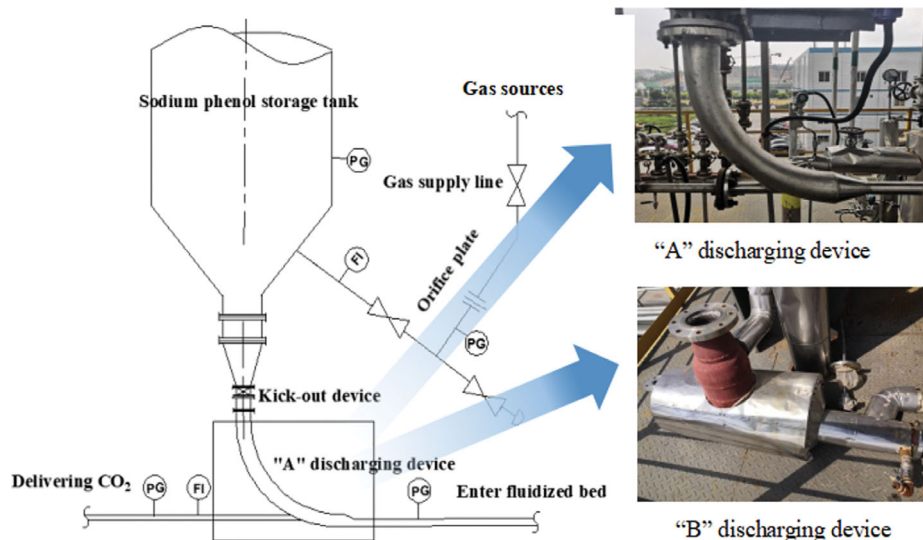 Sodium phenol storage tank
PG
Gas sources
Gas supply line
FI
Orifice plate
PG
Kick-out device
"A" discharging device
Delivering CO₂
PG
FI
PG
Enter fluidized bed
“A” discharging device
“B” discharging device